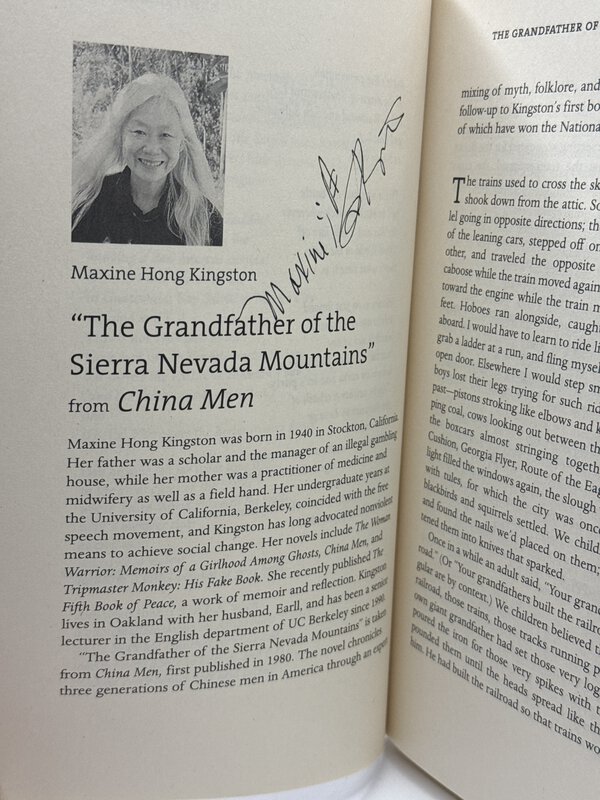 Maxine H Kingston
Maxine Hong Kingston
"The Grandfather of the
Sierra Nevada Mountains"
from China Men
Maxine Hong Kingston was born in 1940 in Stockton, California.
Her father was a scholar and the manager of an illegal gambling
house, while her mother was a practitioner of medicine and
midwifery as well as a field hand. Her undergraduate years at
the University of California, Berkeley, coincided with the free
speech movement, and Kingston has long advocated nonviolent
means to achieve social change. Her novels include The Woman
Warrior: Memoirs of a Girlhood Among Ghosts, China Men, and
Tripmaster Monkey: His Fake Book. She recently published The
Fifth Book of Peace, a work of memoir and reflection. Kingston
lives in Oakland with her husband, Earll, and has been a senior
lecturer in the English department of UC Berkeley since 1990.
"The Grandfather of the Sierra Nevada Mountains" is taken
from China Men, first published in 1980. The novel chronicles
three generations of Chinese men in America through an expert
THE GRANDFATHER OF
mixing of myth, folklore, and
follow-up to Kingston's first bo
of which have won the National
The trains used to cross the sk
shook down from the attic. So
lel going in opposite directions; th
of the leaning cars, stepped off on
other, and traveled the opposite
caboose while the train moved again
toward the engine while the train m
feet. Hoboes ran alongside, caugh
aboard. I would have to learn to ride li
grab a ladder at a run, and fling mysel
open door. Elsewhere I would step sm
boys lost their legs trying for such rid
past—pistons stroking like elbows and k
ping coal, cows looking out between th
the boxcars almost stringing togeth
Cushion, Georgia Flyer, Route of the Eag
light filled the windows again, the slough
with tules, for which the city was once
blackbirds and squirrels settled. We child
and found the nails we'd placed on them;
tened them into knives that sparked.
Once in a while an adult said, "Your grand
road." (Or "Your grandfathers built the railro
gular are by context.) We children believed t
railroad, those trains, those tracks running p
own giant grandfather had set those very log
poured the iron for those very spikes with t
pounded them until the heads spread like th
him. He had built the railroad so that trains wo